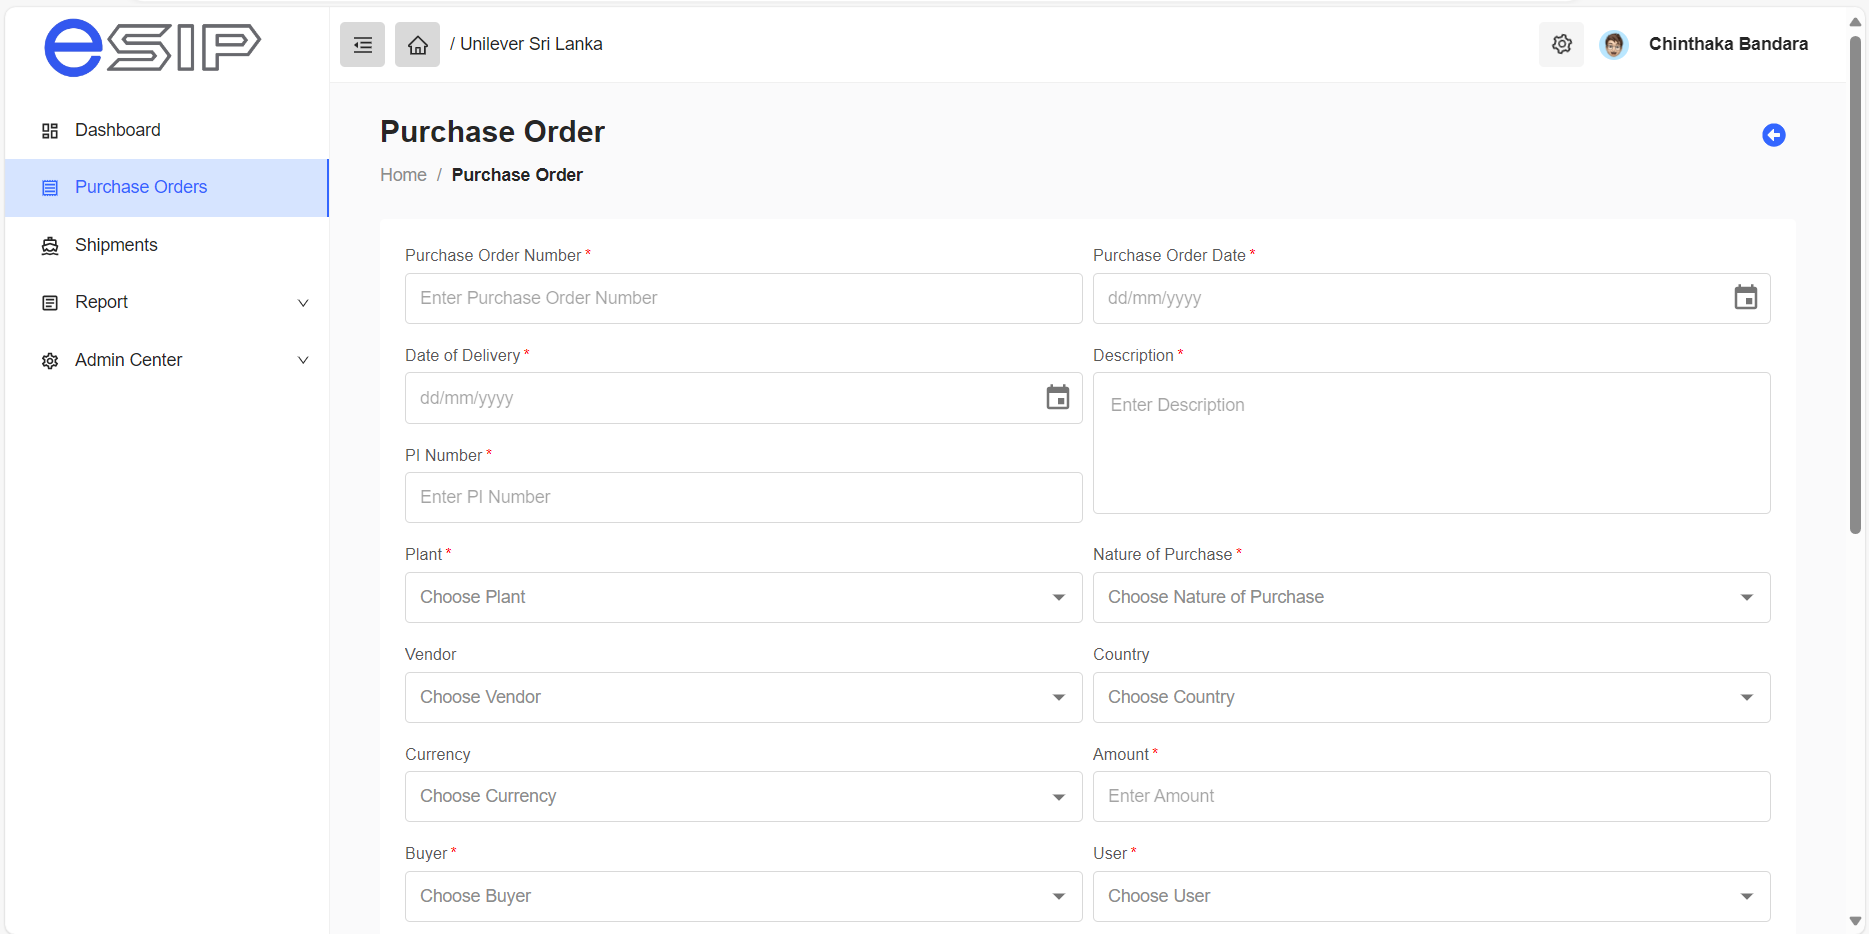 eSIP
/ Unilever Sri Lanka
Chinthaka Bandara
Dashboard
Purchase Orders
Shipments
Report
Admin Center
Purchase Order
Home / Purchase Order
Purchase Order Number *
Enter Purchase Order Number
Purchase Order Date *
dd/mm/yyyy
Date of Delivery *
dd/mm/yyyy
Description *
Enter Description
PI Number *
Enter PI Number
Plant *
Choose Plant
Nature of Purchase *
Choose Nature of Purchase
Vendor
Choose Vendor
Country
Choose Country
Currency
Choose Currency
Amount *
Enter Amount
Buyer *
Choose Buyer
User *
Choose User